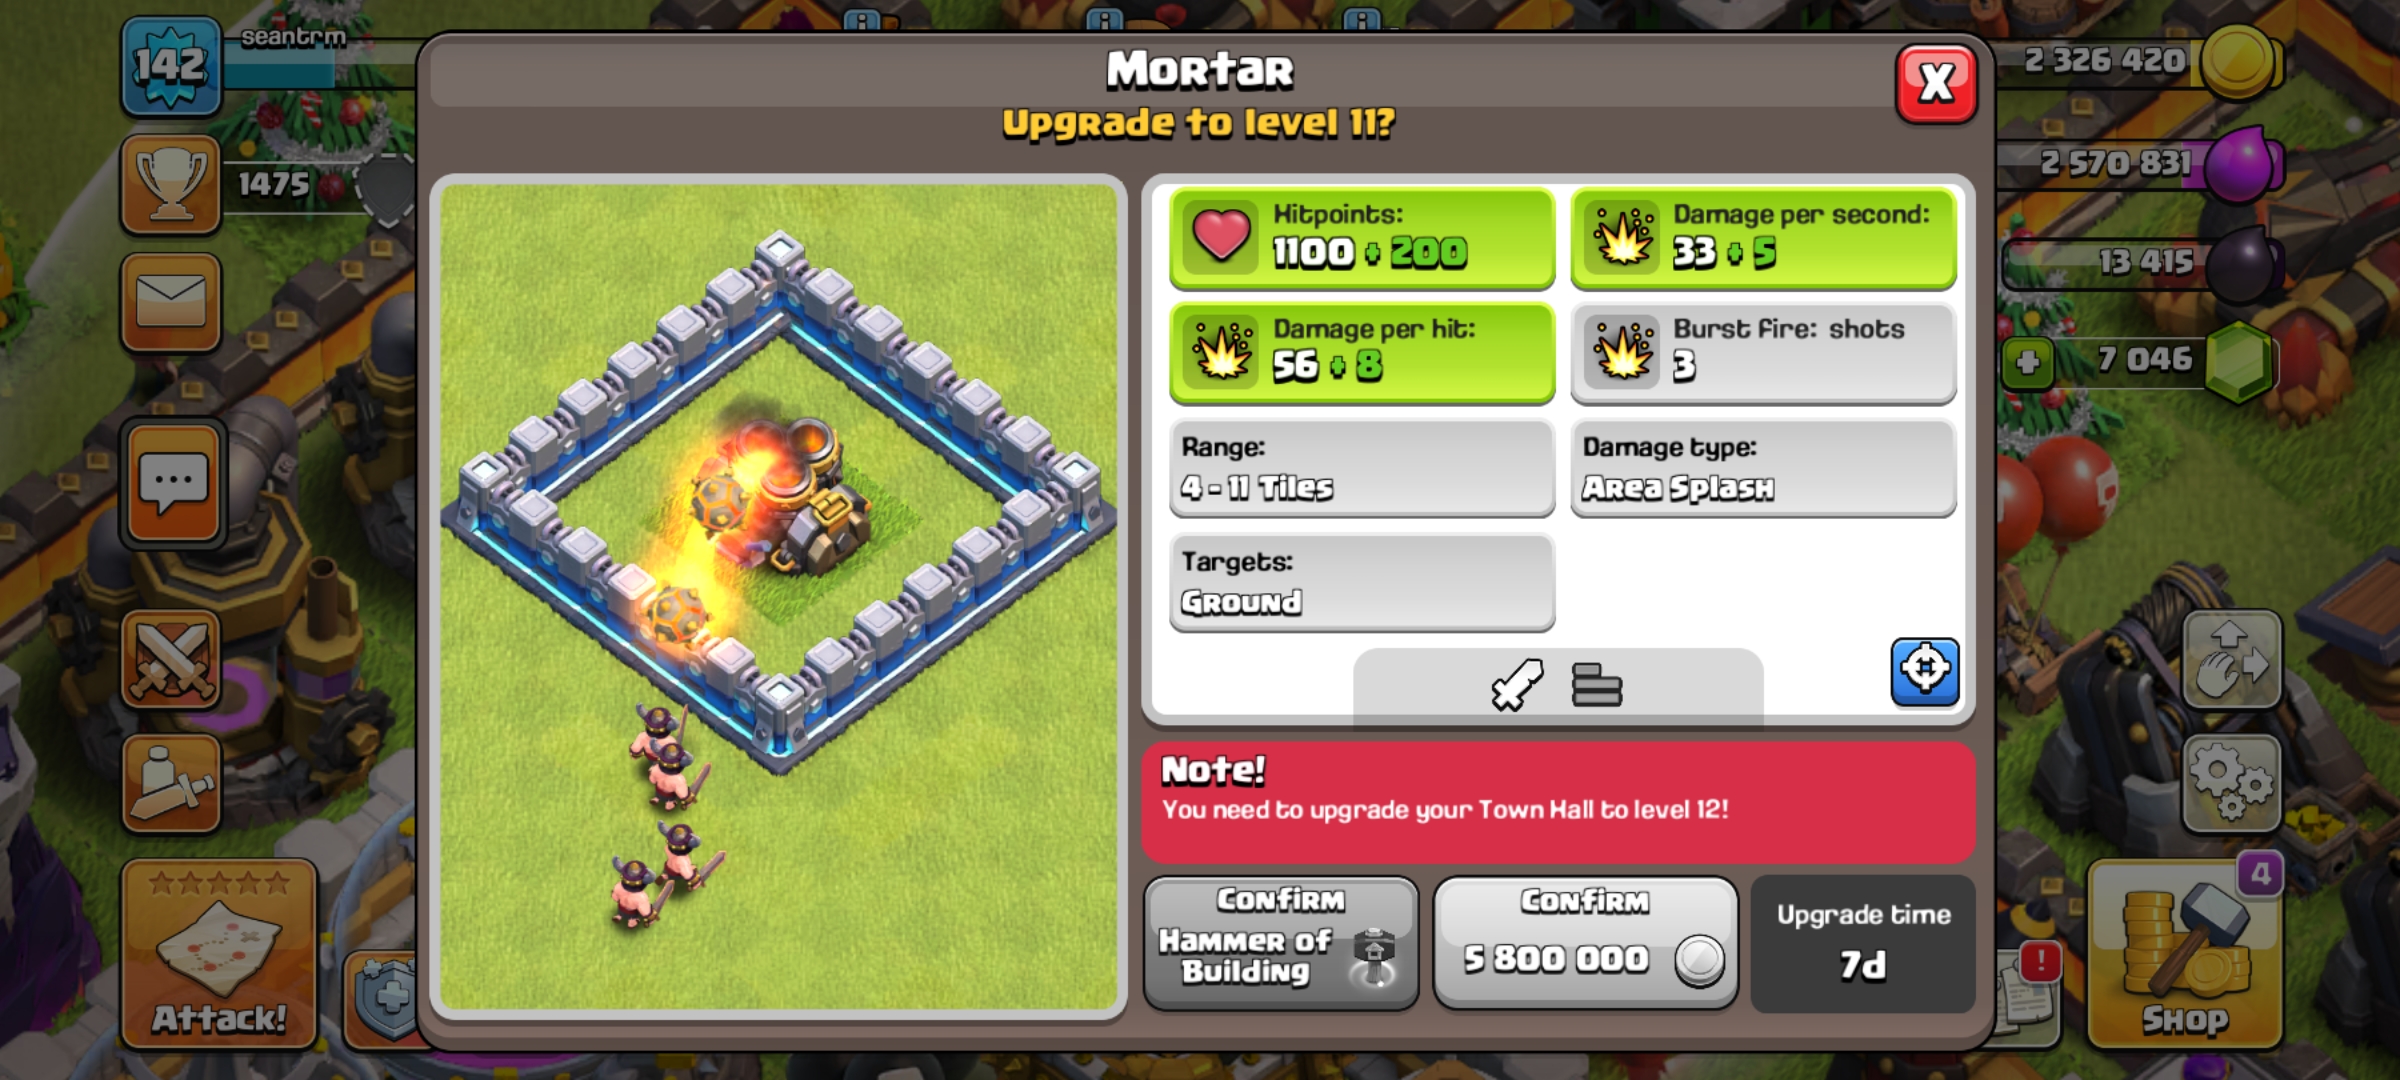 142
seantrm
1475
Attack!
Mortar
Upgrade to level 11?
X
Hitpoints:
1100 + 200
Damage per second:
33 + 5
Damage per hit:
56 + 8
Burst fire: shots
3
Range:
4 - 11 Tiles
Damage type:
Area Splash
Targets:
Ground
Note!
You need to upgrade your Town Hall to level 12!
Confirm
Hammer of
Building
Confirm
5 800 000
Upgrade time
7d
2 326 420
2 570 831
13 415
7 046
4
!
Shop